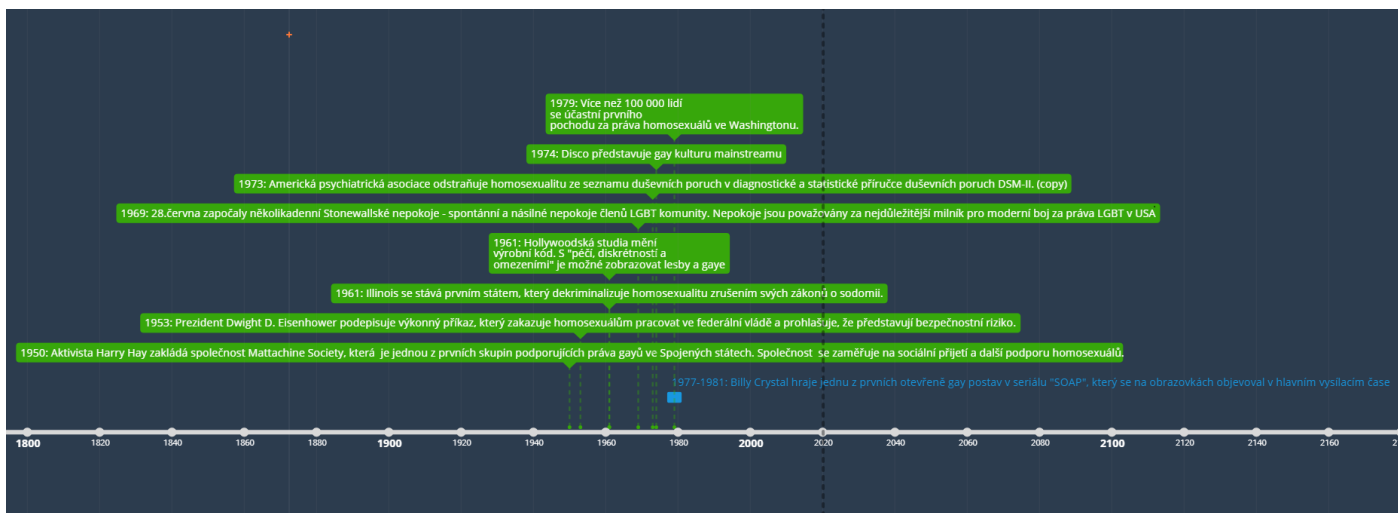 1979: Více než 100 000 lidí
se účastní prvního
pochodu za práva homosexuálů ve Washingtonu.
1974: Disco představuje gay kulturu mainstreamu
1973: Americká psychiatrická asociace odstraňuje homosexualitu ze seznamu duševních poruch v diagnostické a statistické příručce duševních poruch DSM-II. (copy)
1969: 28.června započaly několikadenní Stonewallské nepokoje - spontánní a násilné nepokoje členů LGBT komunity. Nepokoje jsou považovány za nejdůležitější milník pro moderní boj za práva LGBT v USA
1961: Hollywoodská studia mění
výrobní kód. S "péčí, diskrétností a
omezeními" je možné zobrazovat lesby a gaye
1961: Illinois se stává prvním státem, který dekriminalizuje homosexualitu zrušením svých zákonů o sodomii.
1953: Prezident Dwight D. Eisenhower podepisuje výkonný příkaz, který zakazuje homosexuálům pracovat ve federální vládě a prohlašuje, že představují bezpečnostní riziko.
1950: Aktivista Harry Hay zakládá společnost Mattachine Society, která je jednou z prvních skupin podporujících práva gayů ve Spojených státech. Společnost se zaměřuje na sociální přijetí a další podporu homosexuálů.
1977-1981: Billy Crystal hraje jednu z prvních otevřeně gay postav v seriálu "SOAP", který se na obrazovkách objevoval v hlavním vysílacím čase
1800 1820 1840 1860 1880 1900 1920 1940 1960 1980 2000 2020 2040 2060 2080 2100 2120 2140 2160